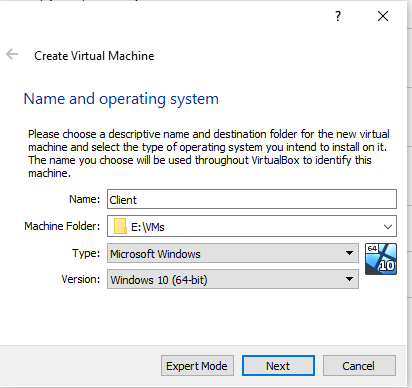 ?
Create Virtual Machine
Name and operating system
Please choose a descriptive name and destination folder for the new virtual
machine and select the type of operating system you intend to install on it.
The name you choose will be used throughout VirtualBox to identify this
machine.
Name: Client
Machine Folder: E:\VMs
Type: Microsoft Windows
64
Version: Windows 10 (64-bit)
10
Expert Mode Next Cancel